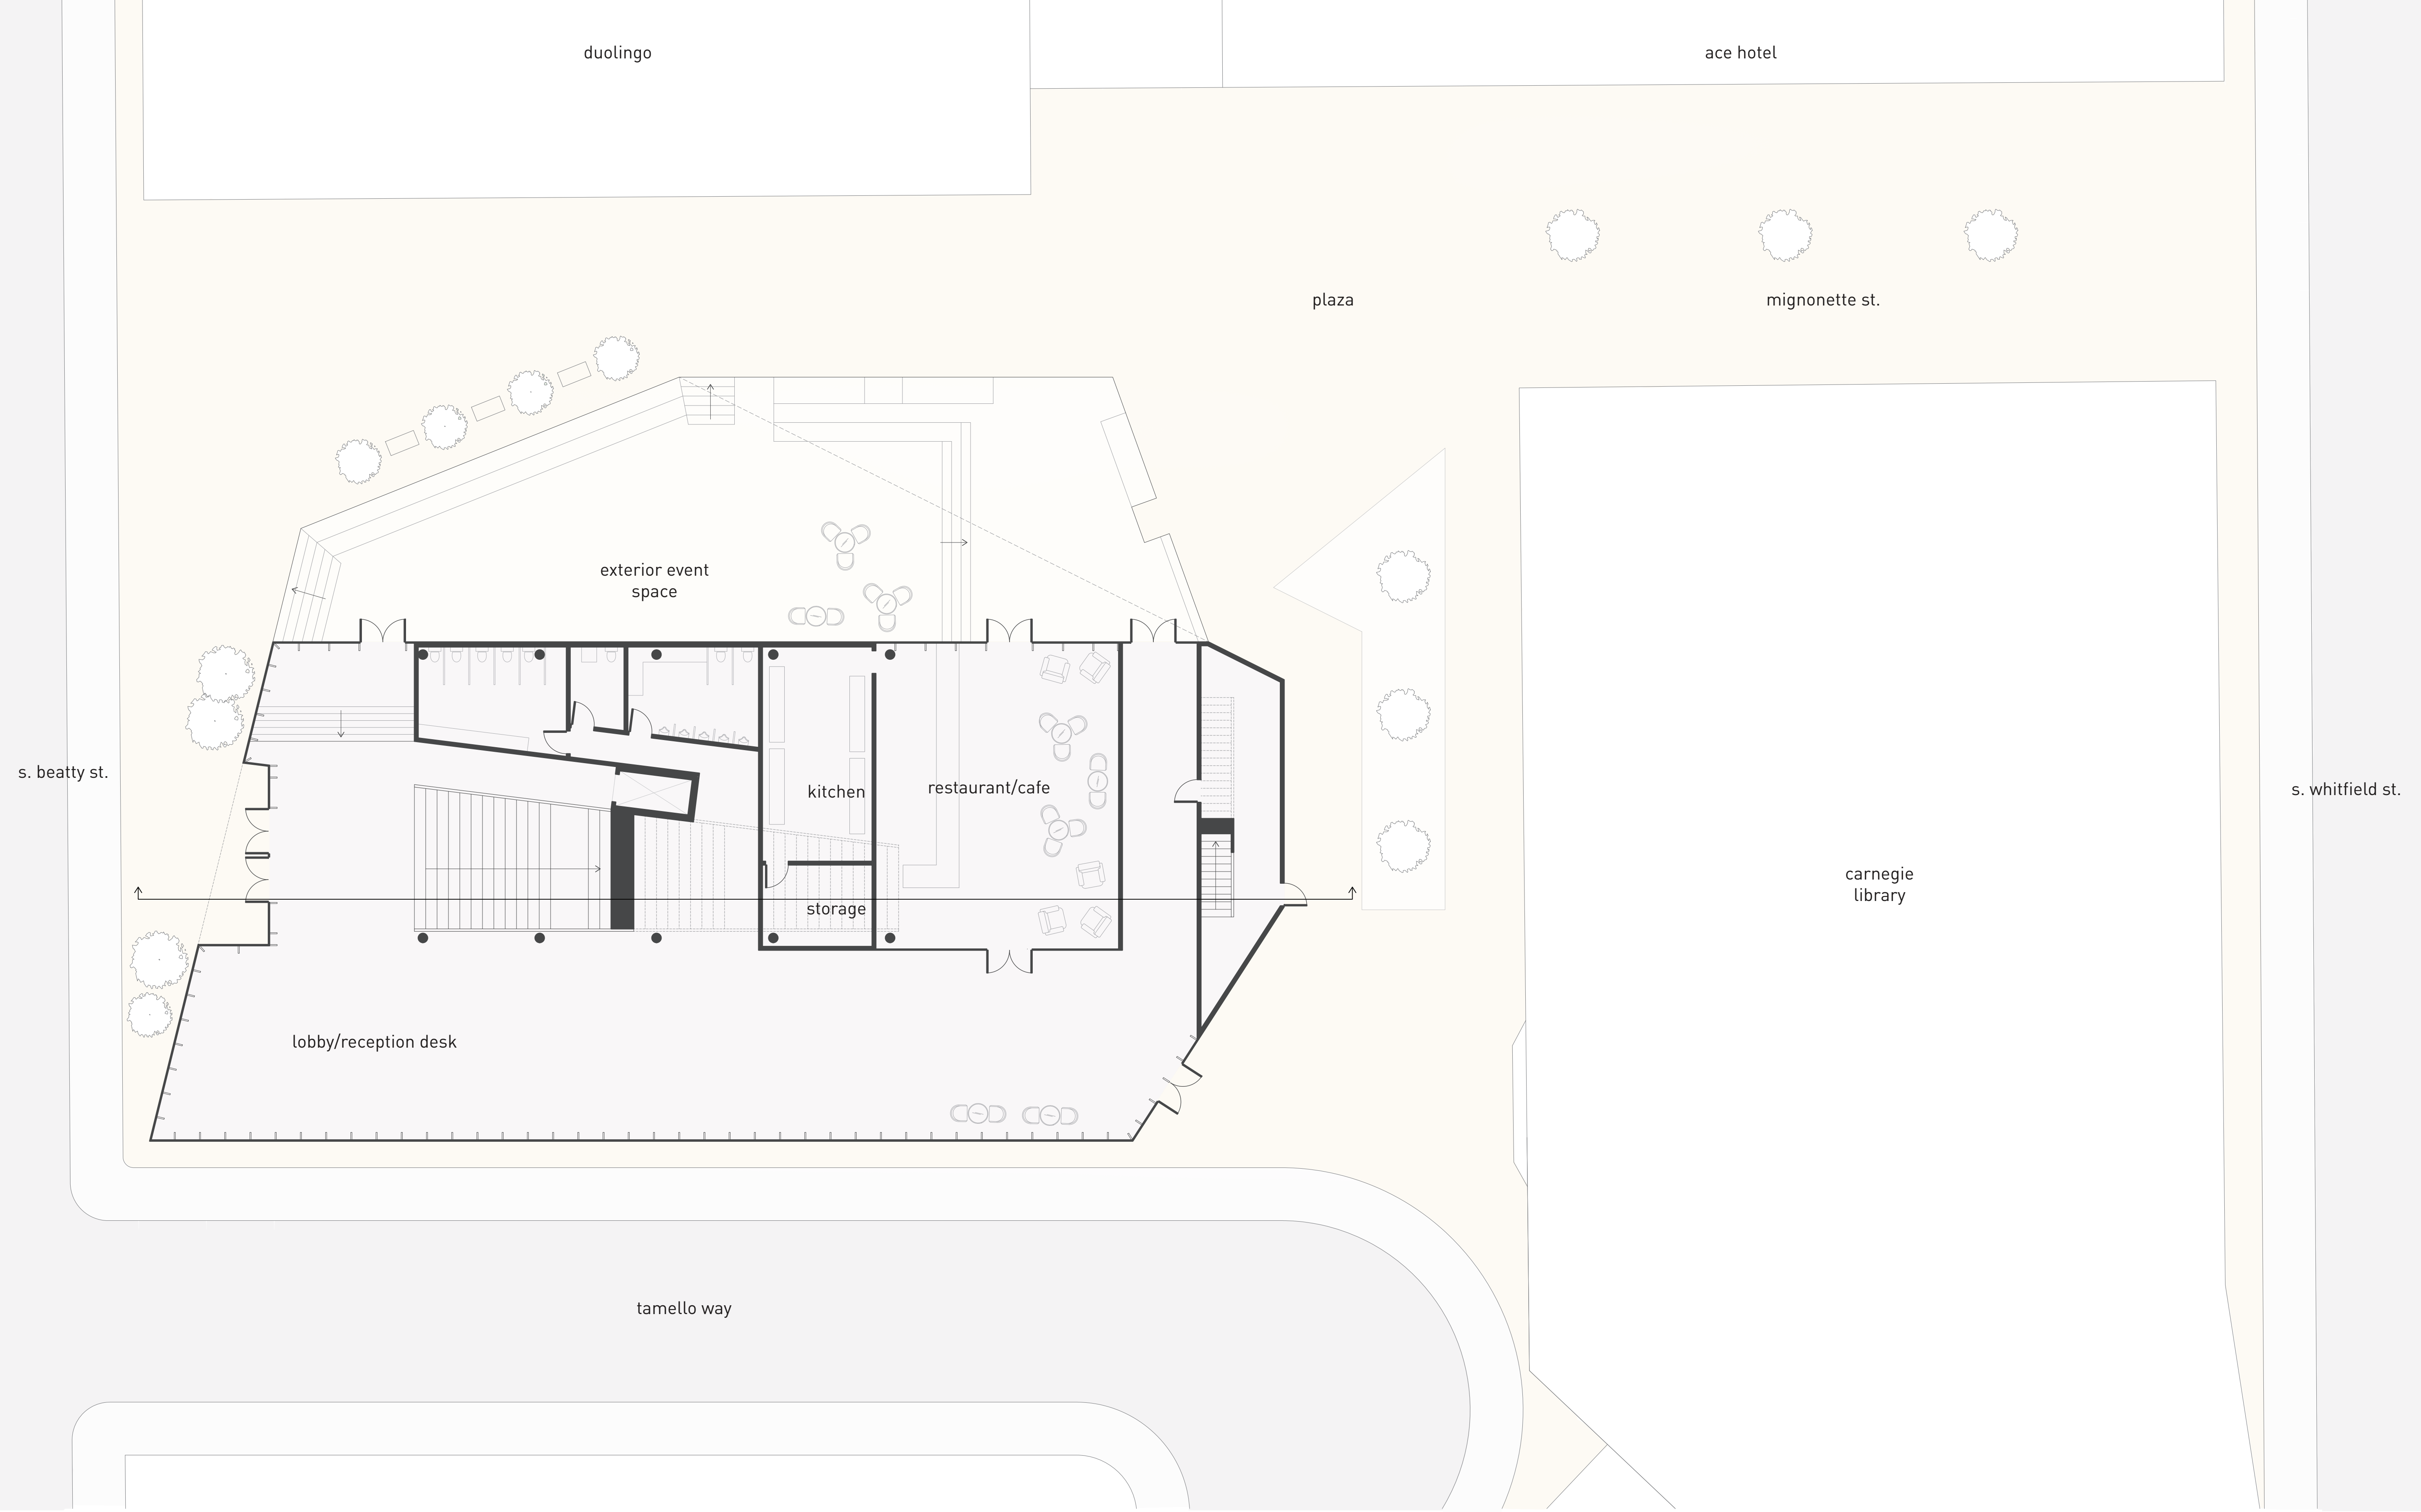 duolingo
ace hotel
plaza
mignonette st.
exterior event
space
s. beatty st.
kitchen
restaurant/cafe
s. whitfield st.
carnegie
library
storage
lobby/reception desk
tamello way